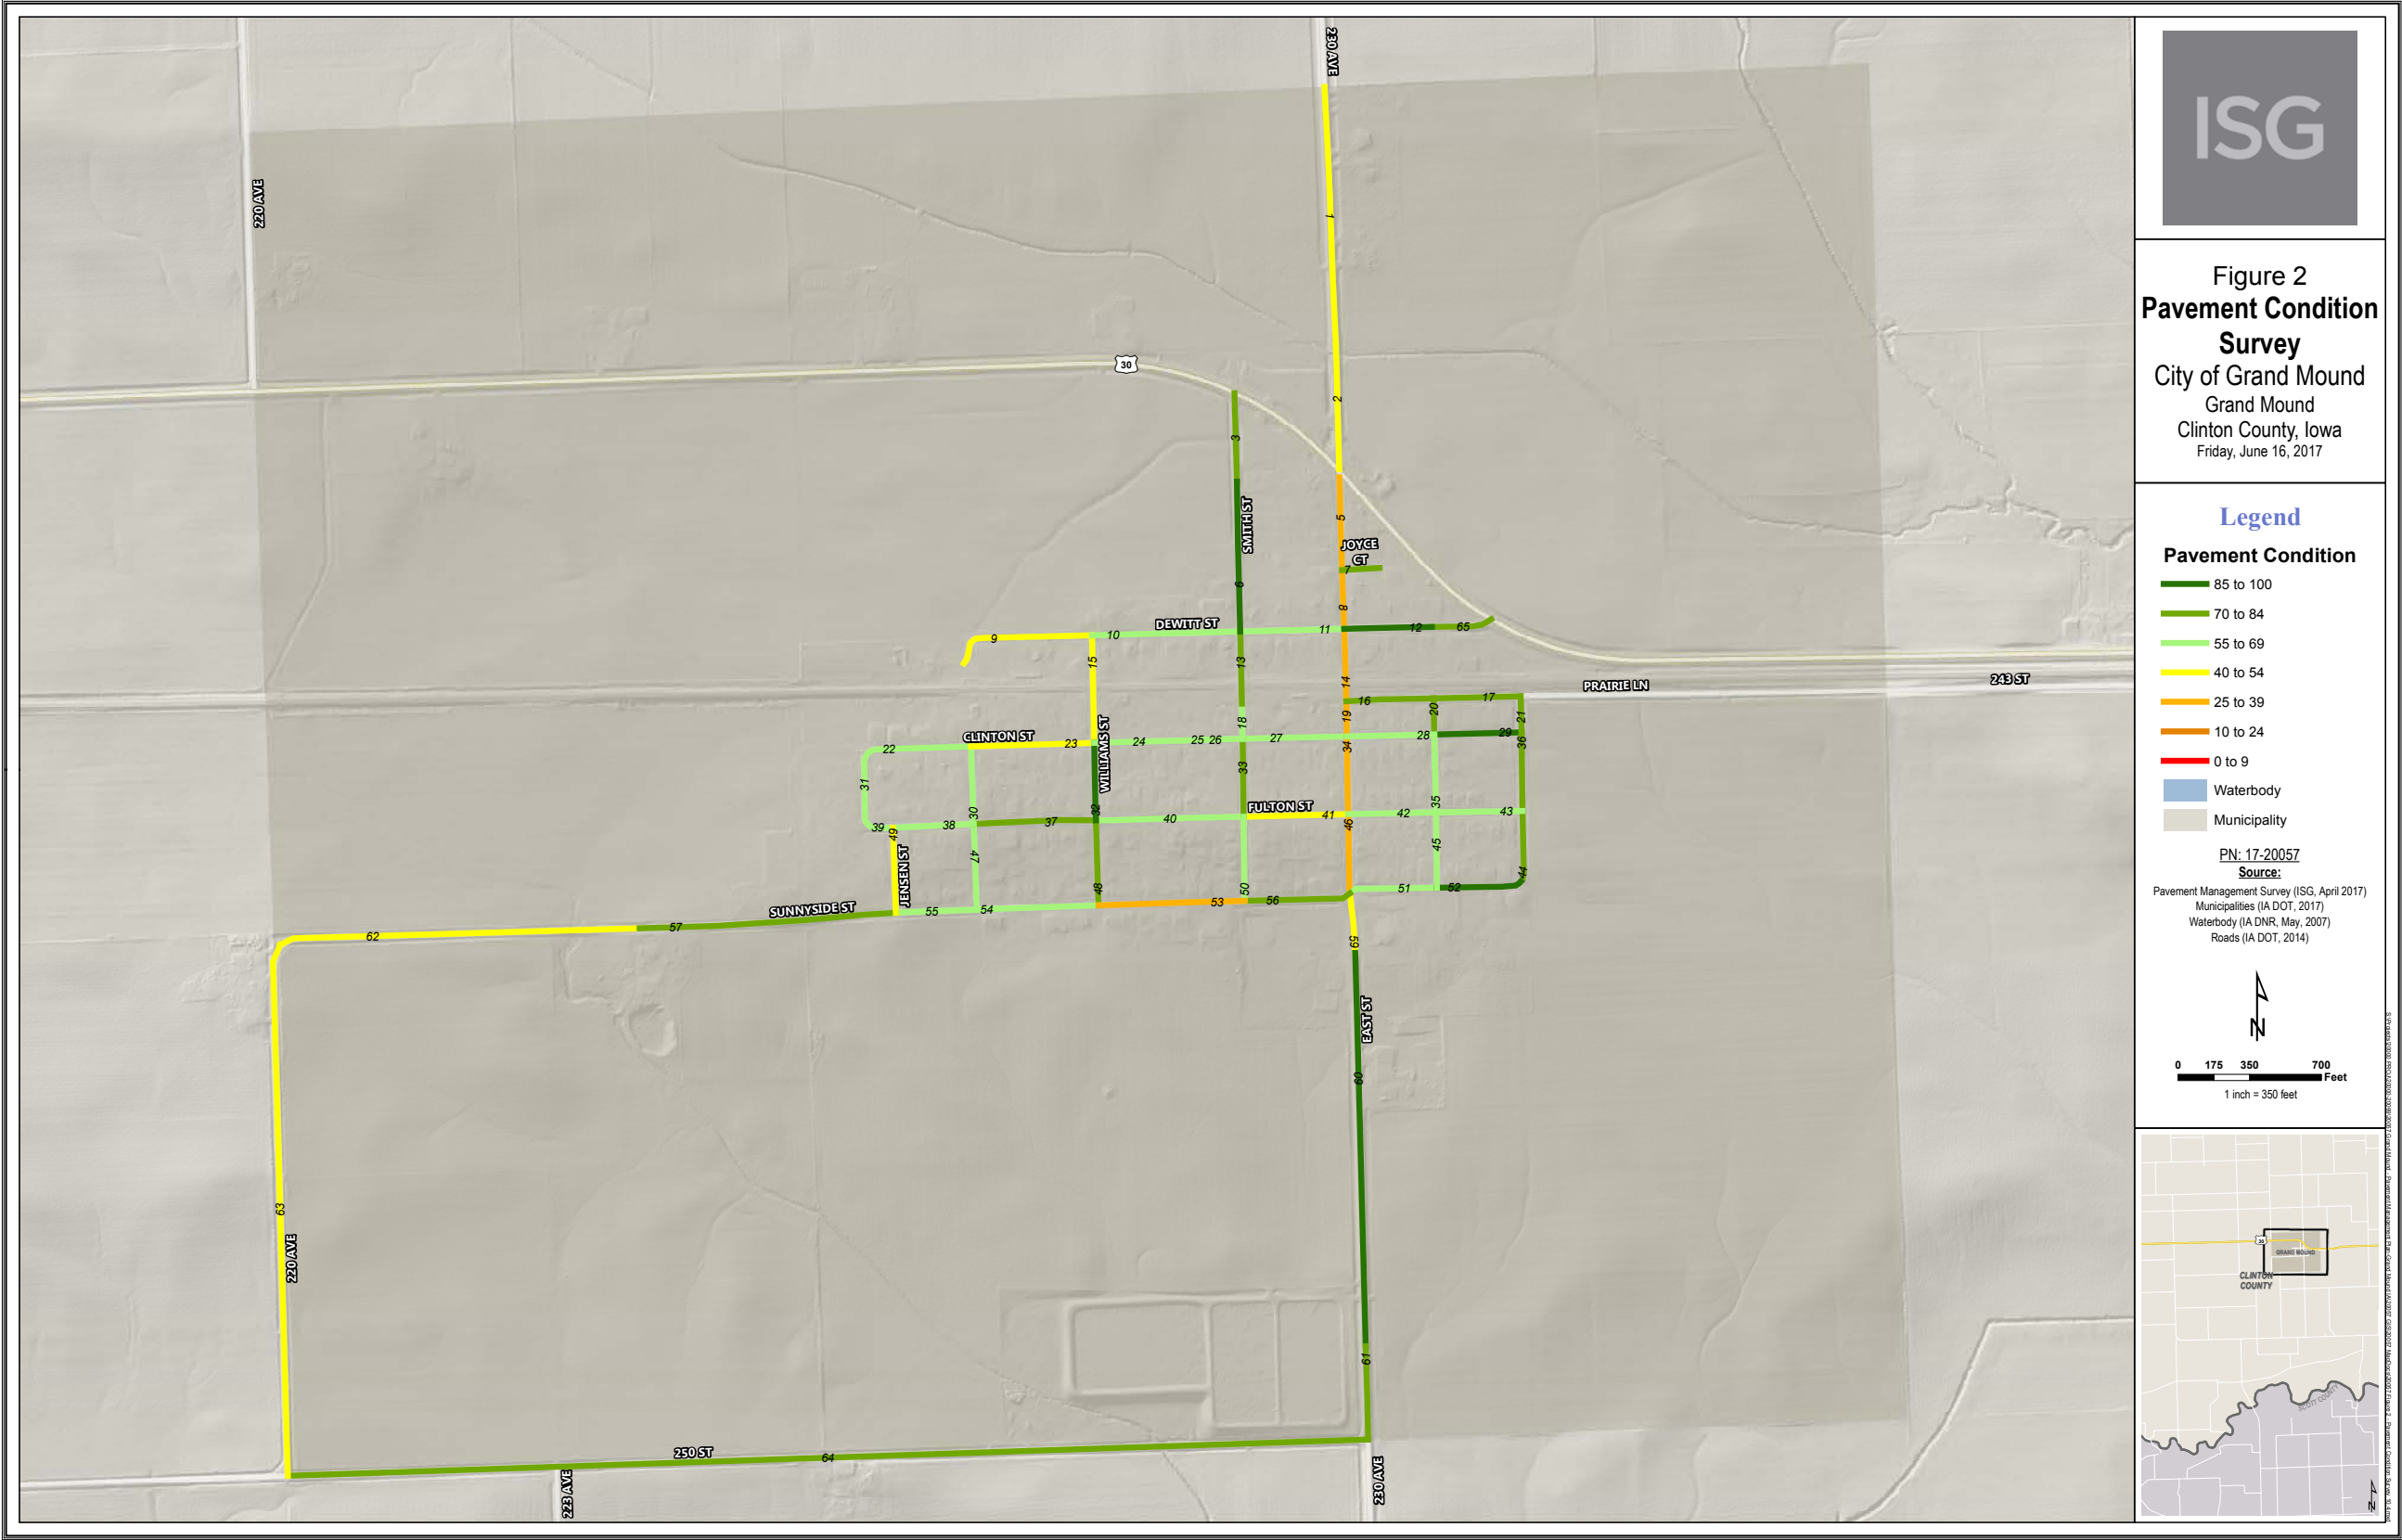 230 AVE
220 AVE
1
30
2
3
SMITH ST
5
JOYCE
CT
7
6
8
DEWITT ST
9
10
11
12
65
15
13
14
PRAIRIE LN
243 ST
16
17
20
21
18
19
CLINTON ST
22
23
WILLIAMS ST
24
25
26
27
28
29
34
36
31
33
30
32
35
FULTON ST
39
38
37
40
41
42
43
49
46
JENSEN ST
47
45
44
48
50
51
52
SUNNYSIDE ST
55
54
53
56
57
62
59
EAST ST
60
63
220 AVE
61
250 ST
64
223 AVE
230 AVE
ISG
Figure 2
Pavement Condition
Survey
City of Grand Mound
Grand Mound
Clinton County, Iowa
Friday, June 16, 2017
Legend
Pavement Condition
85 to 100
70 to 84
55 to 69
40 to 54
25 to 39
10 to 24
0 to 9
Waterbody
Municipality
PN: 17-20057
Source:
Pavement Management Survey (ISG, April 2017)
Municipalities (IA DOT, 2017)
Waterbody (IA DNR, May, 2007)
Roads (IA DOT, 2014)
N
0 175 350 700
Feet
1 inch = 350 feet
30
GRAND MOUND
CLINTON
COUNTY
SCOTT COUNTY
N